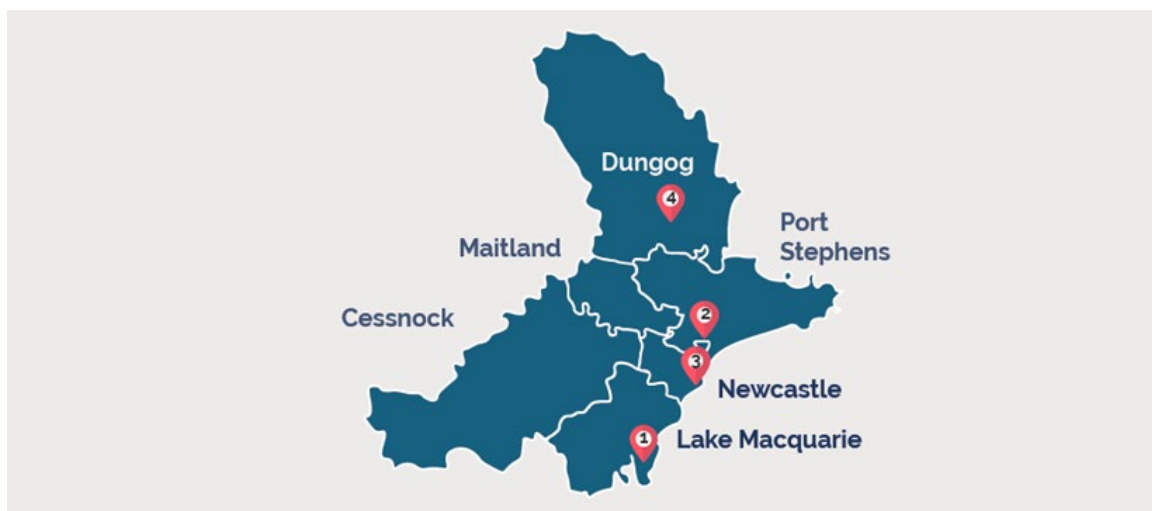 Dungog
4
Port
Stephens
Maitland
Cessnock
2
3
Newcastle
1
Lake Macquarie